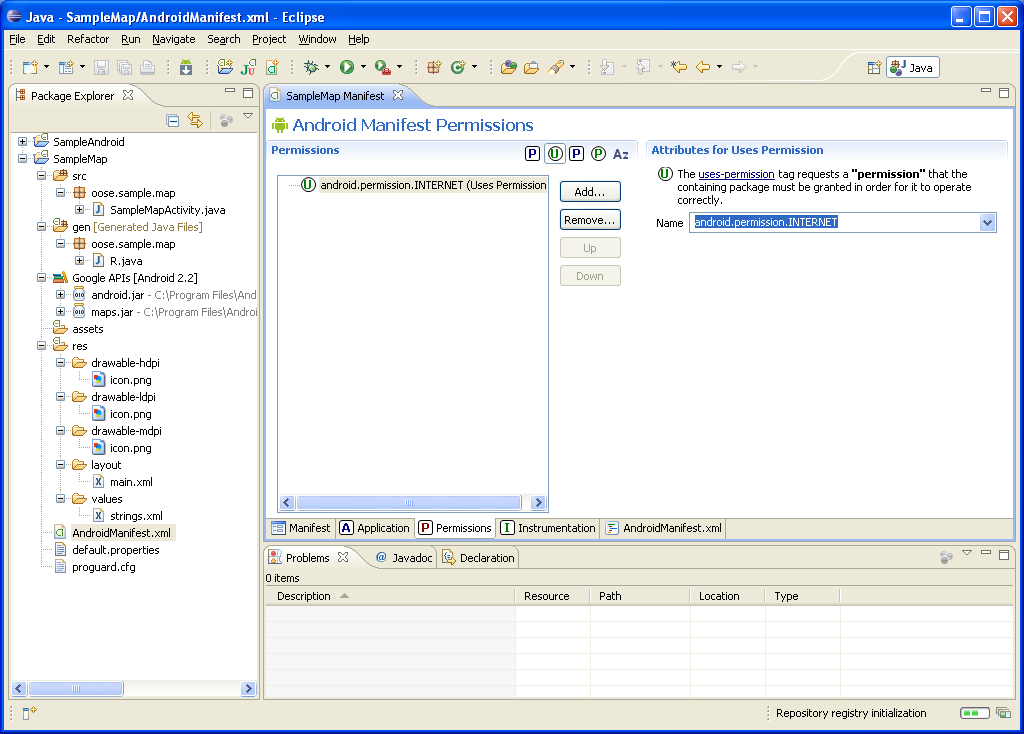 Java - SampleMap/AndroidManifest.xml - Eclipse
File Edit Refactor Run Navigate Search Project Window Help
Java
Package Explorer
SampleAndroid
SampleMap
src
oose.sample.map
SampleMapActivity.java
gen [Generated Java Files]
oose.sample.map
R.java
Google APIs [Android 2.2]
android.jar - C:\Program Files\And
maps.jar - C:\Program Files\Androi
assets
res
drawable-hdpi
icon.png
drawable-ldpi
icon.png
drawable-mdpi
icon.png
layout
main.xml
values
strings.xml
AndroidManifest.xml
default.properties
proguard.cfg
SampleMap Manifest
Android Manifest Permissions
Permissions
P U P P Az
U android.permission.INTERNET (Uses Permission
Add...
Remove...
Up
Down
Attributes for Uses Permission
U The uses-permission tag requests a "permission" that the
containing package must be granted in order for it to operate
correctly.
Name android.permission.INTERNET
Manifest A Application P Permissions I Instrumentation AndroidManifest.xml
Problems @ Javadoc Declaration
0 items
Description Resource Path Location Type
Repository registry initialization